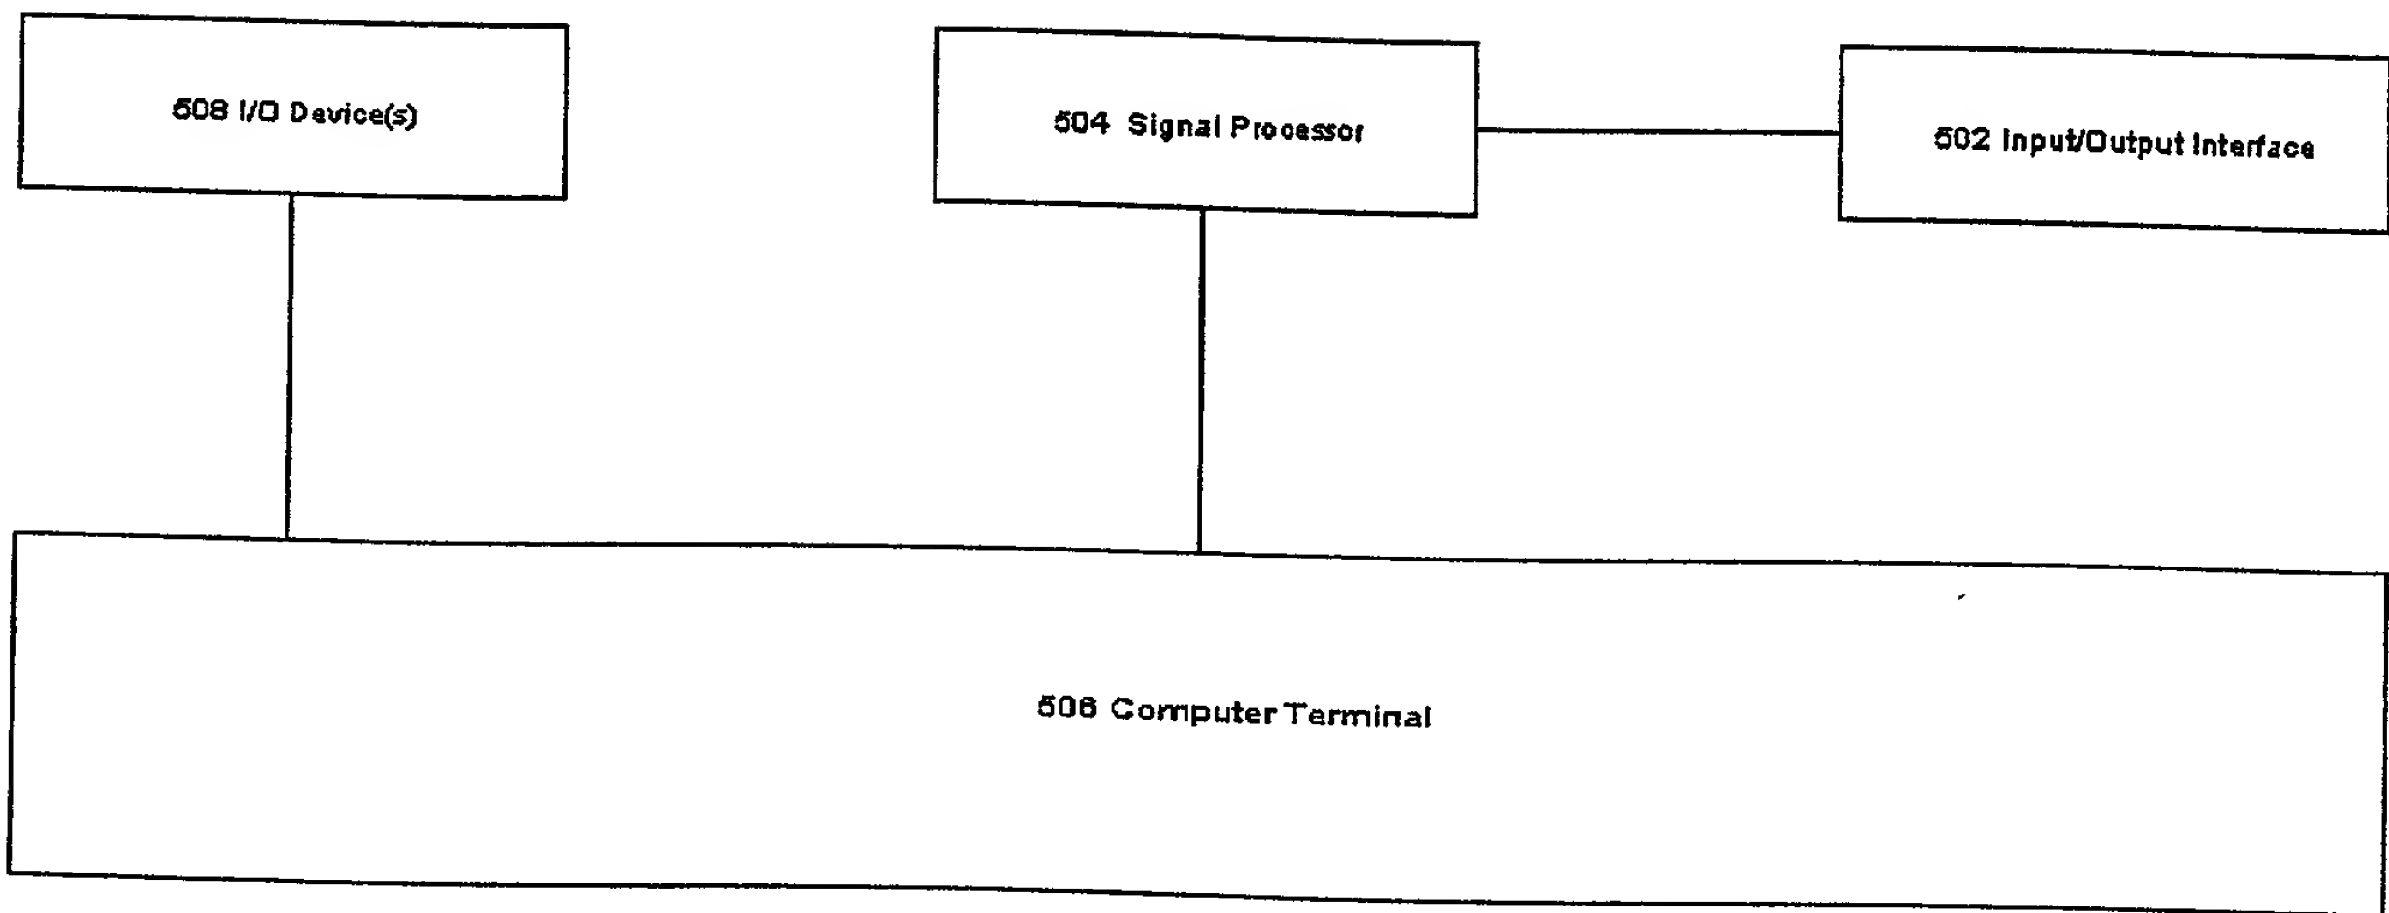 508 I/O Device(s)
504 Signal Processor
502 Input/Output Interface
506 Computer Terminal